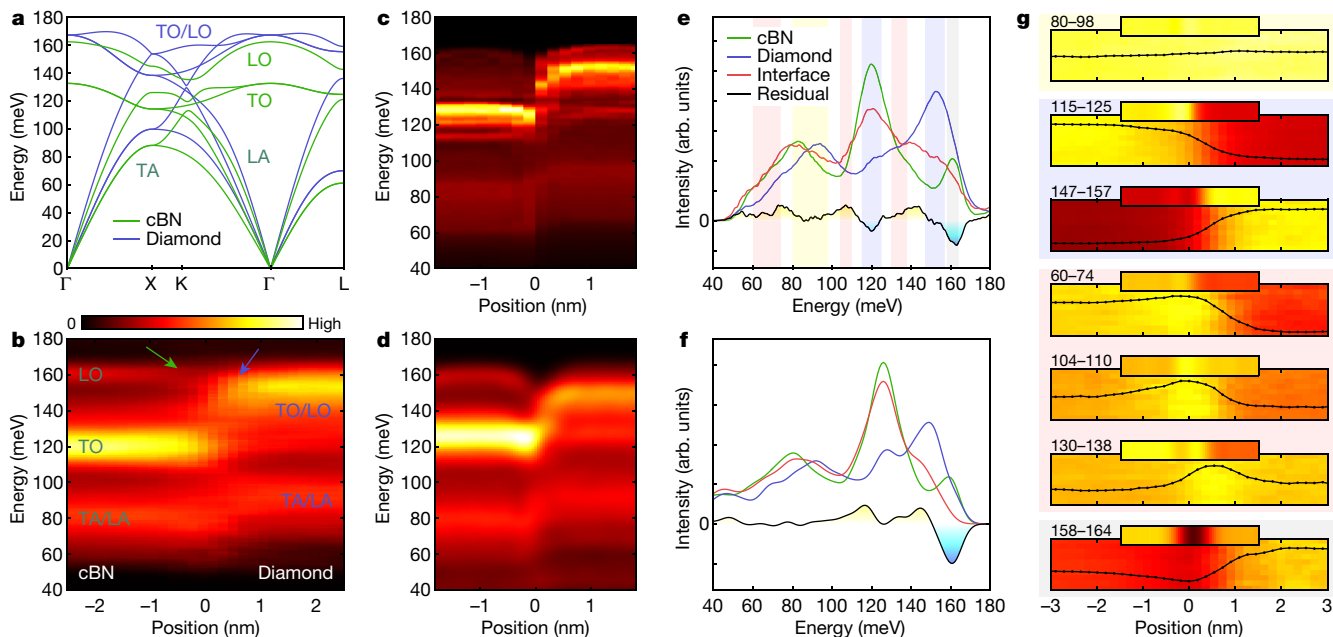 a
180
160
140
120
100
80
60
40
20
0
Energy (meV)
TO/LO
LO
TO
LA
TA
cBN
Diamond
Γ
X
K
Γ
L
0
High
b
180
160
140
120
100
80
60
40
Energy (meV)
LO
TO
TA/LA
TO/LO
TA/LA
cBN
Diamond
−2
−1
0
1
2
Position (nm)
c
180
160
140
120
100
80
60
40
Energy (meV)
−1
0
1
Position (nm)
d
180
160
140
120
100
80
60
40
Energy (meV)
−1
0
1
Position (nm)
e
Intensity (arb. units)
0
cBN
Diamond
Interface
Residual
40 60 80 100 120 140 160 180
Energy (meV)
f
Intensity (arb. units)
0
40 60 80 100 120 140 160 180
Energy (meV)
g
80–98
115–125
147–157
60–74
104–110
130–138
158–164
−3 −2 −1 0 1 2 3
Position (nm)